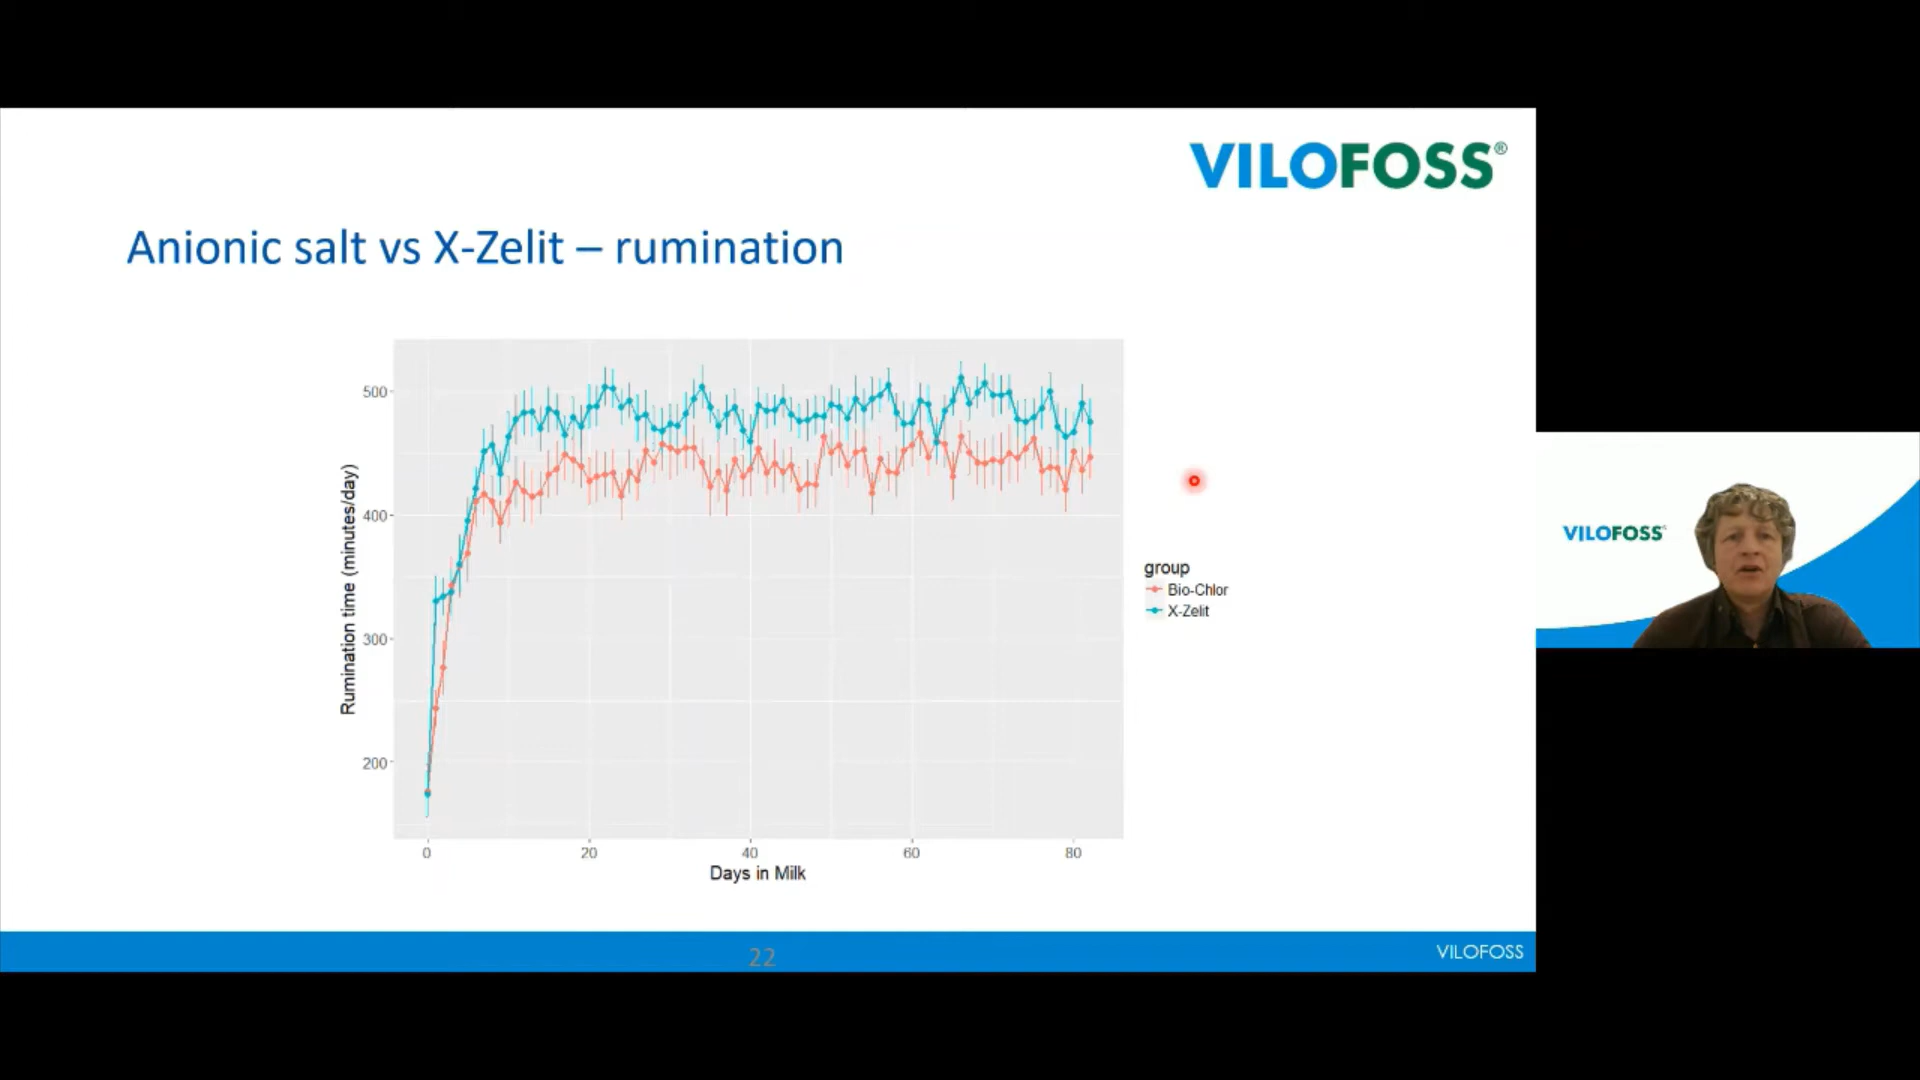 VILOFOSS®
Anionic salt vs X-Zelit – rumination
500
400
300
200
Rumination time (minutes/day)
0 20 40 60 80
Days in Milk
group
Bio-Chlor
X-Zelit
VILOFOSS®
22
VILOFOSS